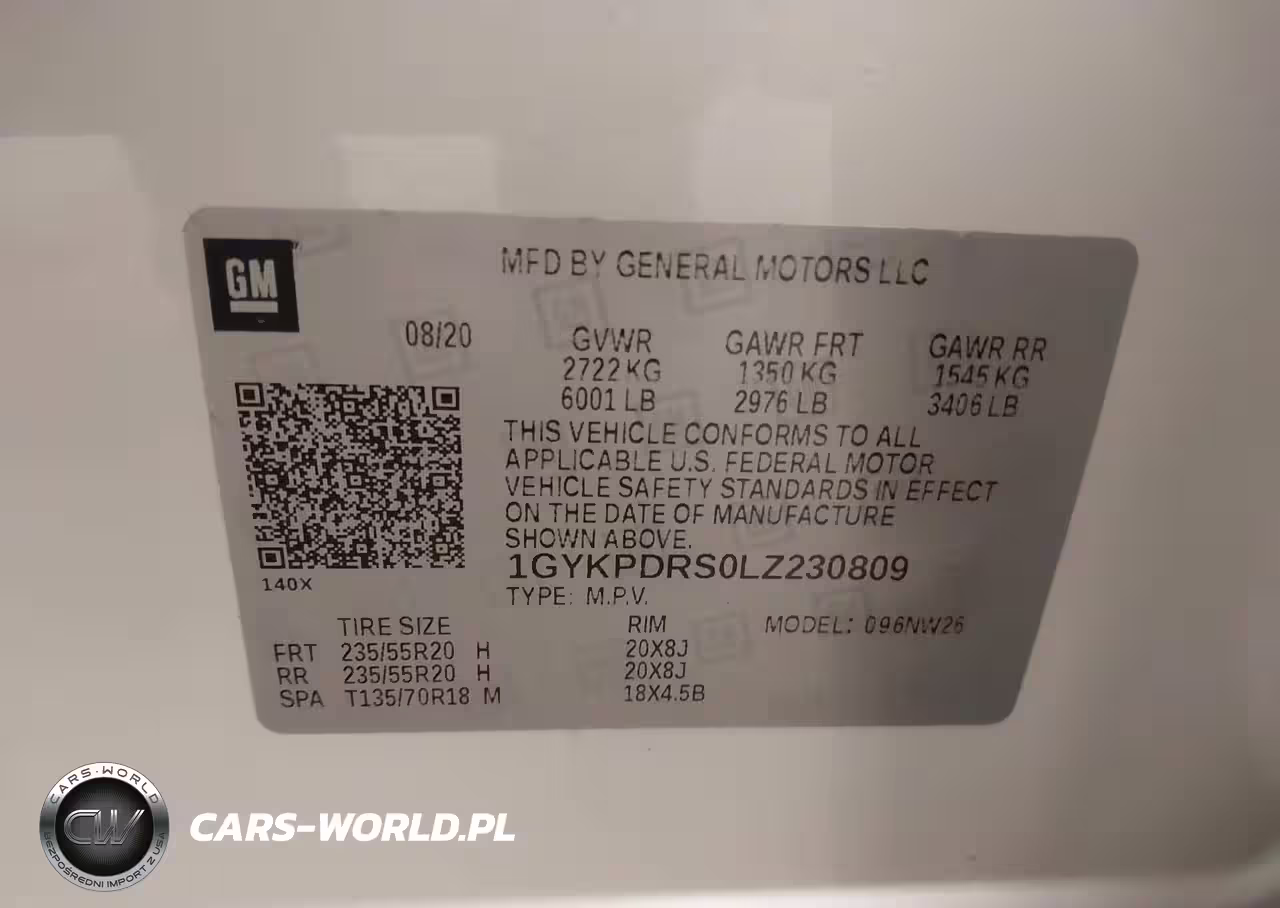 GM
MFD BY GENERAL MOTORS LLC
08/20 GVWR GAWR FRT GAWR RR
2722 KG 1350 KG 1545 KG
6001 LB 2976 LB 3406 LB
THIS VEHICLE CONFORMS TO ALL
APPLICABLE U.S. FEDERAL MOTOR
VEHICLE SAFETY STANDARDS IN EFFECT
ON THE DATE OF MANUFACTURE
SHOWN ABOVE.
1GYKPDRS0LZ230809
140X
TYPE: M.P.V.
TIRE SIZE RIM MODEL: 096NW26
FRT 235/55R20 H 20X8J
RR 235/55R20 H 20X8J
SPA T135/70R18 M 18X4.5B
CARS-WORLD
CW
BEZPOŚREDNI IMPORT Z USA
CARS-WORLD.PL